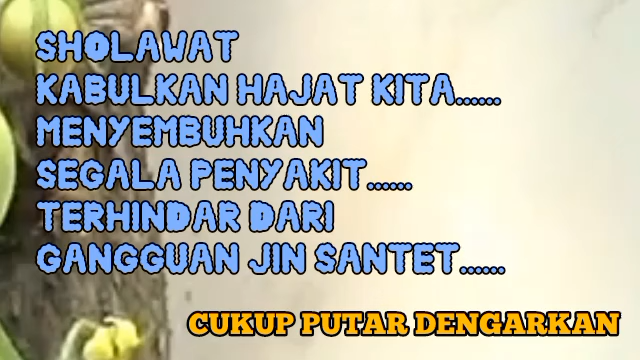 SHOLAWAT
KABULKAN HAJAT KITA......
MENYEMBUHKAN
SEGALA PENYAKIT......
TERHINDAR DARI
GANGGUAN JIN SANTET......
CUKUP PUTAR DENGARKAN